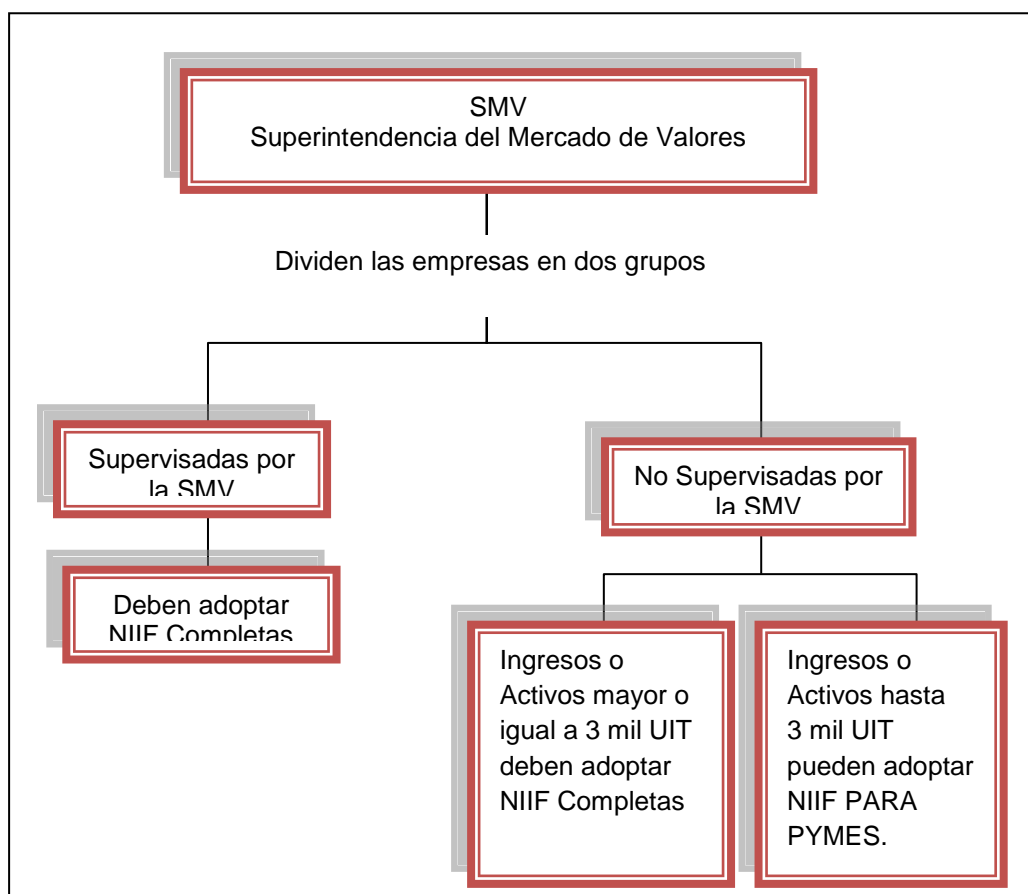 SMV
Superintendencia del Mercado de Valores
Dividen las empresas en dos grupos
Supervisadas por
la SMV
No Supervisadas por
la SMV
Deben adoptar
NIIF Completas
Ingresos o
Activos mayor o
igual a 3 mil UIT
deben adoptar
NIIF Completas
Ingresos o
Activos hasta
3 mil UIT
pueden adoptar
NIIF PARA
PYMES.